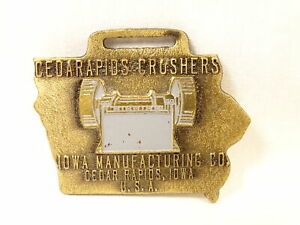 CEDARAPIDS CRUSHERS
IOWA MANUFACTURING CO.
CEDAR RAPIDS, IOWA
U. S. A.